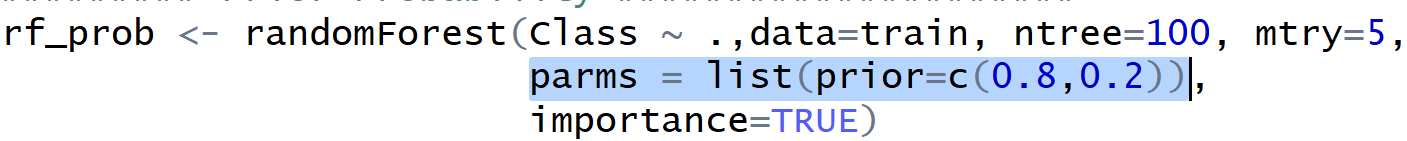 rf_prob <- randomForest(Class ~ .,data=train, ntree=100, mtry=5,
parms = list(prior=c(0.8,0.2)),
importance=TRUE)